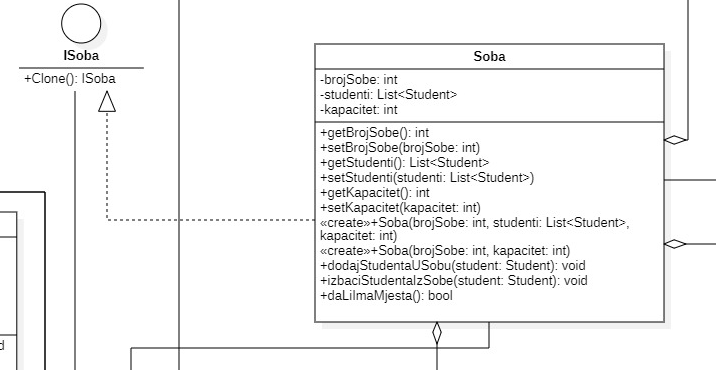 ISoba
+Clone(): ISoba
Soba
-brojSobe: int
-studenti: List<Student>
-kapacitet: int
+getBrojSobe(): int
+setBrojSobe(brojSobe: int)
+getStudenti(): List<Student>
+setStudenti(studenti: List<Student>)
+getKapacitet(): int
+setKapacitet(kapacitet: int)
«create»+Soba(brojSobe: int, studenti: List<Student>,
kapacitet: int)
«create»+Soba(brojSobe: int, kapacitet: int)
+dodajStudentaUSobu(student: Student): void
+izbaciStudentaIzSobe(student: Student): void
+daLiImaMjesta(): bool
d